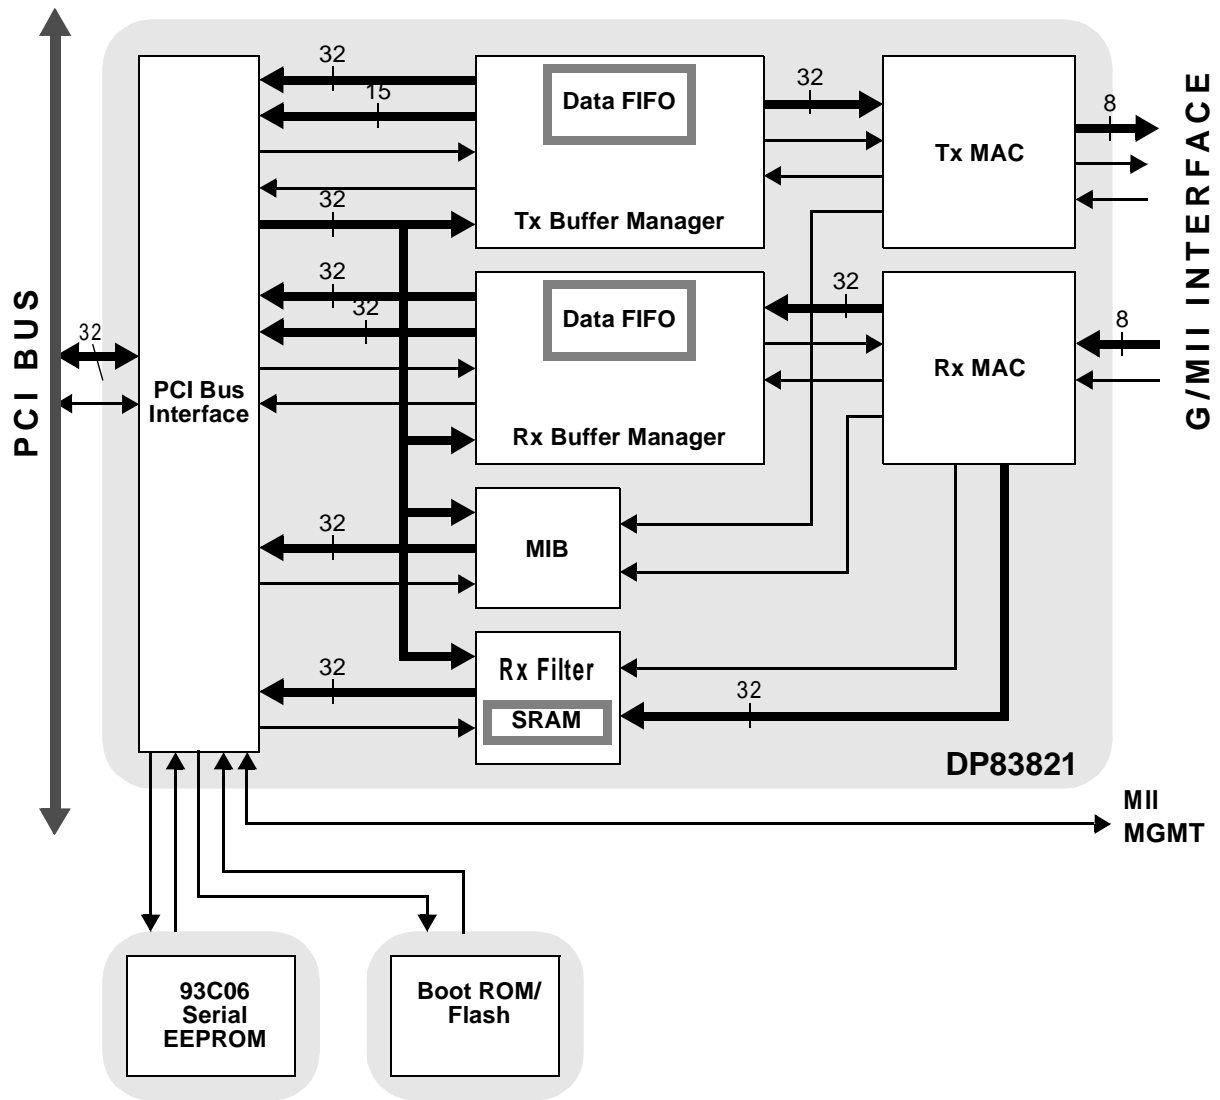 PCI BUS
32
PCI Bus
Interface
32
15
32
32
32
32
32
Data FIFO
Tx Buffer Manager
Data FIFO
Rx Buffer Manager
MIB
Rx Filter
SRAM
32
32
32
Tx MAC
Rx MAC
8
8
G/MII INTERFACE
DP83821
MII
MGMT
93C06
Serial
EEPROM
Boot ROM/
Flash